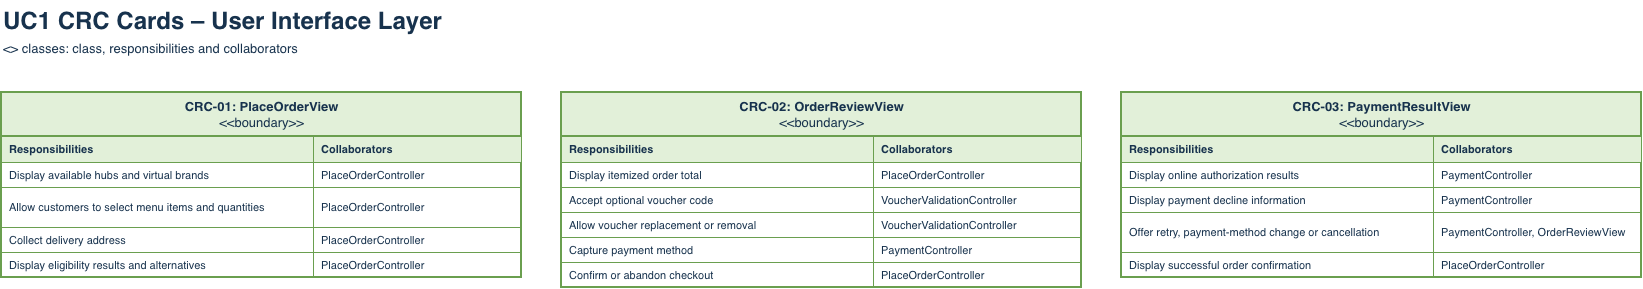 UC1 CRC Cards – User Interface Layer
<> classes: class, responsibilities and collaborators
CRC-01: PlaceOrderView
<<boundary>>
Responsibilities
Collaborators
Display available hubs and virtual brands
PlaceOrderController
Allow customers to select menu items and quantities
PlaceOrderController
Collect delivery address
PlaceOrderController
Display eligibility results and alternatives
PlaceOrderController
CRC-02: OrderReviewView
<<boundary>>
Responsibilities
Collaborators
Display itemized order total
PlaceOrderController
Accept optional voucher code
VoucherValidationController
Allow voucher replacement or removal
VoucherValidationController
Capture payment method
PaymentController
Confirm or abandon checkout
PlaceOrderController
CRC-03: PaymentResultView
<<boundary>>
Responsibilities
Collaborators
Display online authorization results
PaymentController
Display payment decline information
PaymentController
Offer retry, payment-method change or cancellation
PaymentController, OrderReviewView
Display successful order confirmation
PlaceOrderController